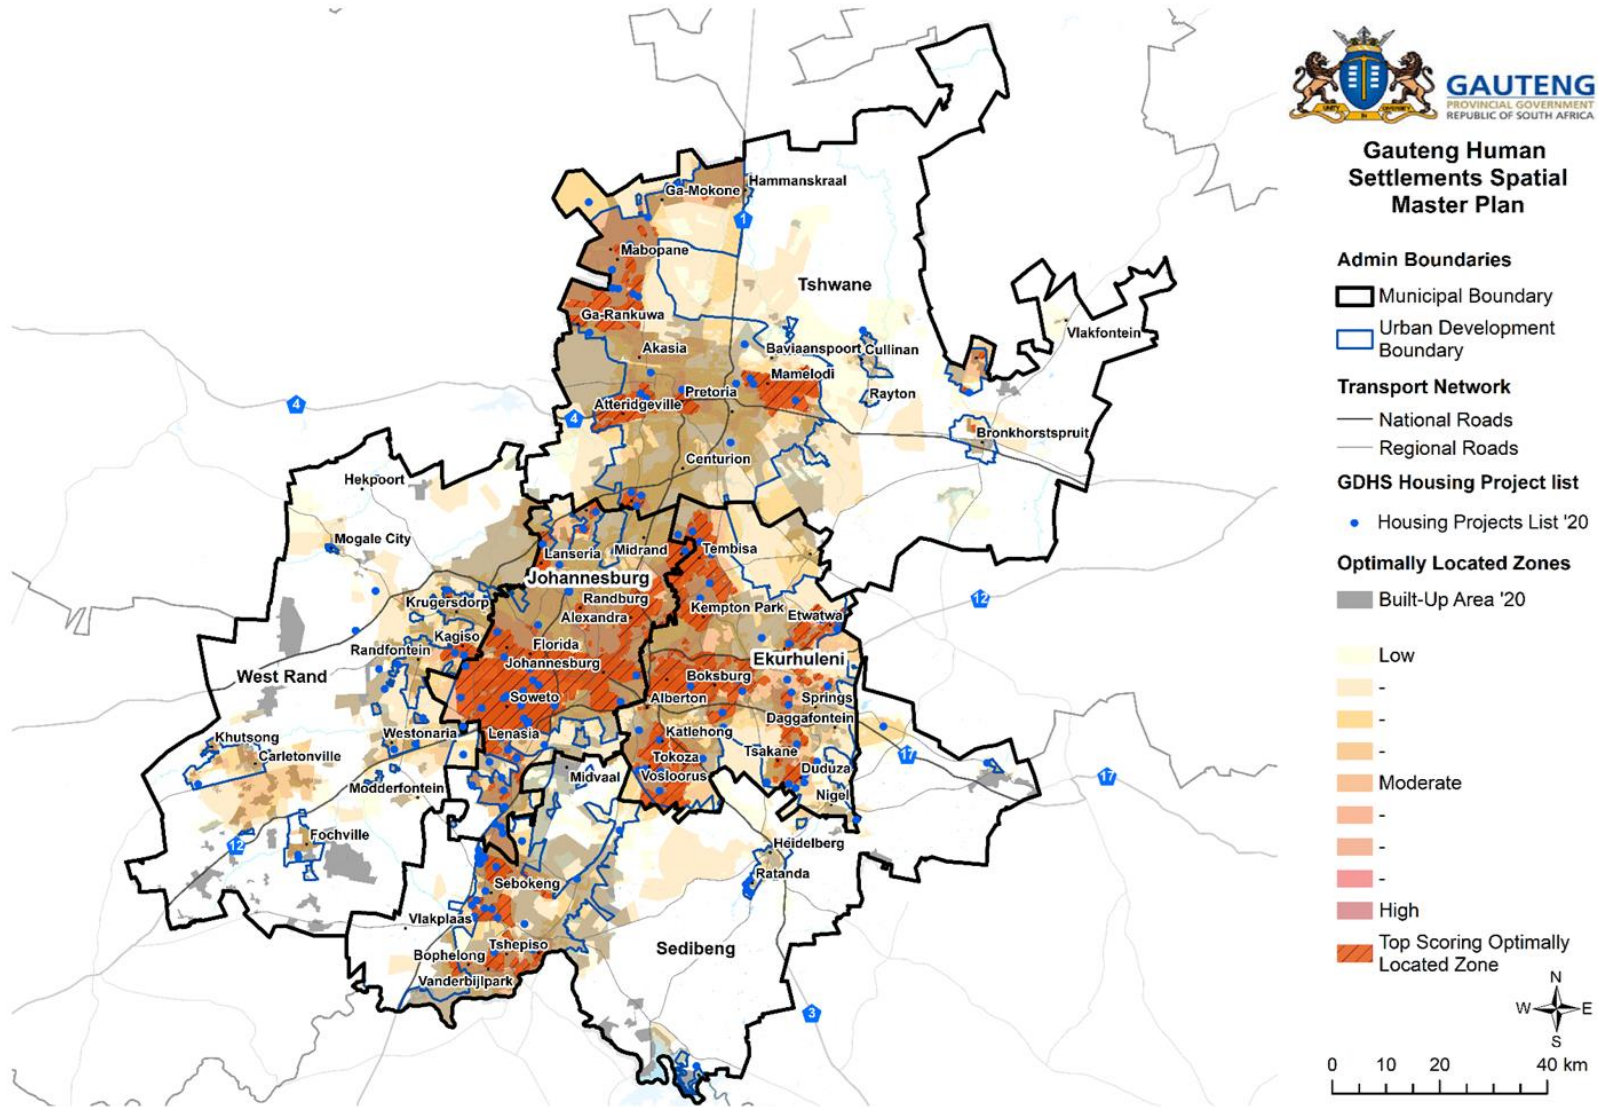 GAUTENG
PROVINCIAL GOVERNMENT
REPUBLIC OF SOUTH AFRICA
UNITY IN DIVERSITY
Gauteng Human
Settlements Spatial
Master Plan
Admin Boundaries
Municipal Boundary
Urban Development
Boundary
Transport Network
National Roads
Regional Roads
GDHS Housing Project list
Housing Projects List '20
Optimally Located Zones
Built-Up Area '20
Low
-
-
-
Moderate
-
-
-
High
Top Scoring Optimally
Located Zone
N
W E
S
0 10 20 40 km
Hammanskraal
Ga-Mokone
1
Mabopane
Tshwane
Ga-Rankuwa
Vlakfontein
Akasia
Baviaanspoort
Cullinan
Mamelodi
Pretoria
Rayton
4
4
Atteridgeville
Bronkhorstspruit
Centurion
Hekpoort
Mogale City
Lanseria
Midrand
Tembisa
Johannesburg
Randburg
Alexandra
Kempton Park
Etwatwa
12
Krugersdorp
Kagiso
Florida
Randfontein
Johannesburg
Ekurhuleni
West Rand
Boksburg
Soweto
Alberton
Springs
Daggafontein
Westonaria
Lenasia
Katlehong
Khutsong
Carletonville
Tsakane
17
Tokoza
Duduza
17
Midvaal
Vosloorus
Modderfontein
Nigel
Fochville
12
Heidelberg
Ratanda
Sebokeng
Vlakplaas
Tshepiso
Sedibeng
Bophelong
Vanderbijlpark
3